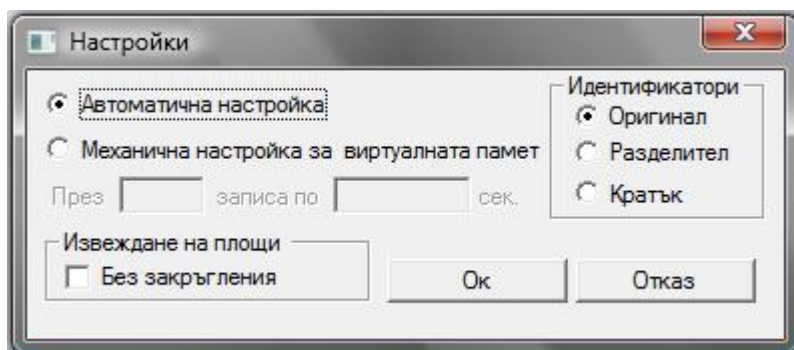 Настройки
Автоматична настройка
Механична настройка за виртуалната памет
През записа по сек.
Идентификатори
Оригинал
Разделител
Кратък
Извеждане на площи
Без закръгления
Ок
Отказ